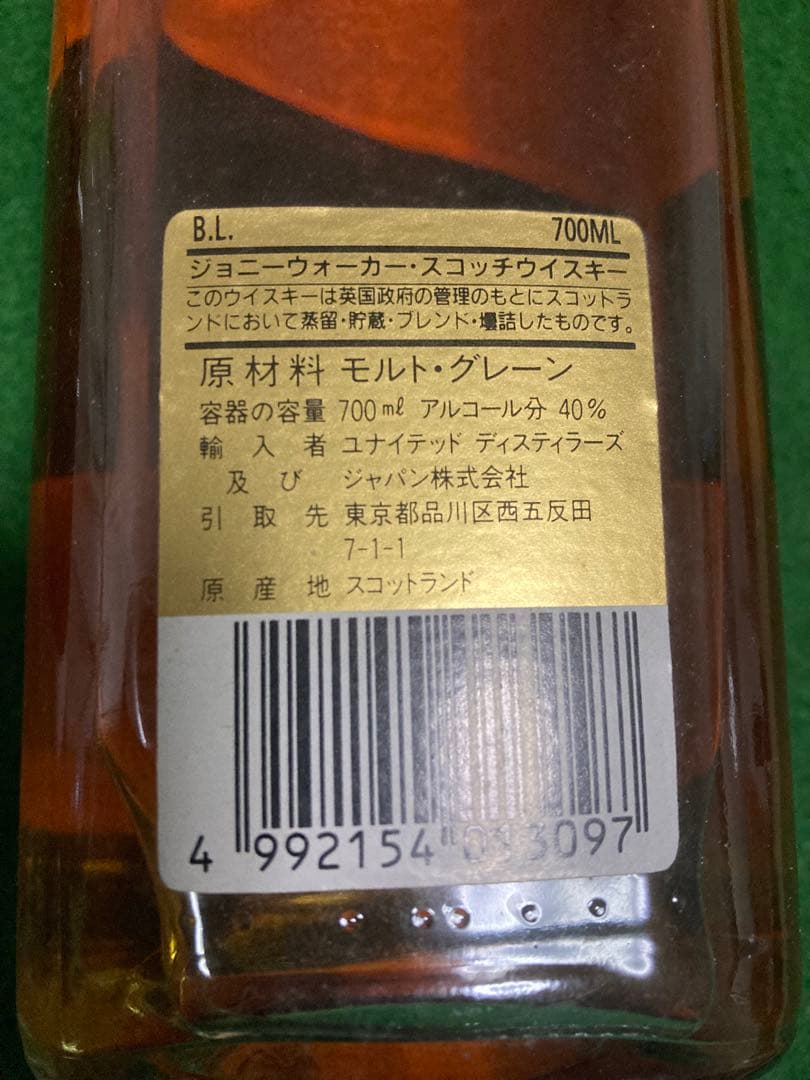 B.L. 700ML
ジョニーウォーカー・スコッチウイスキー
このウイスキーは英国政府の管理のもとにスコットラ
ンドにおいて蒸留・貯蔵・ブレンド・壜詰したものです。
原材料 モルト・グレーン
容器の容量 700ml アルコール分 40%
輸入者 ユナイテッド ディスティラーズ
及び ジャパン株式会社
引取先 東京都品川区西五反田
7-1-1
原産地 スコットランド
4 992154 093097